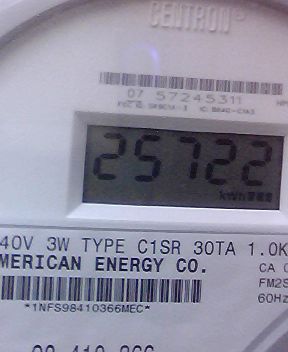 CENTRON®
07 57245311
25722
kWh
40V 3W TYPE C1SR 30TA 1.0K
MERICAN ENERGY CO.
CA 0
FM2S
*1NFS98410366MEC*
60Hz